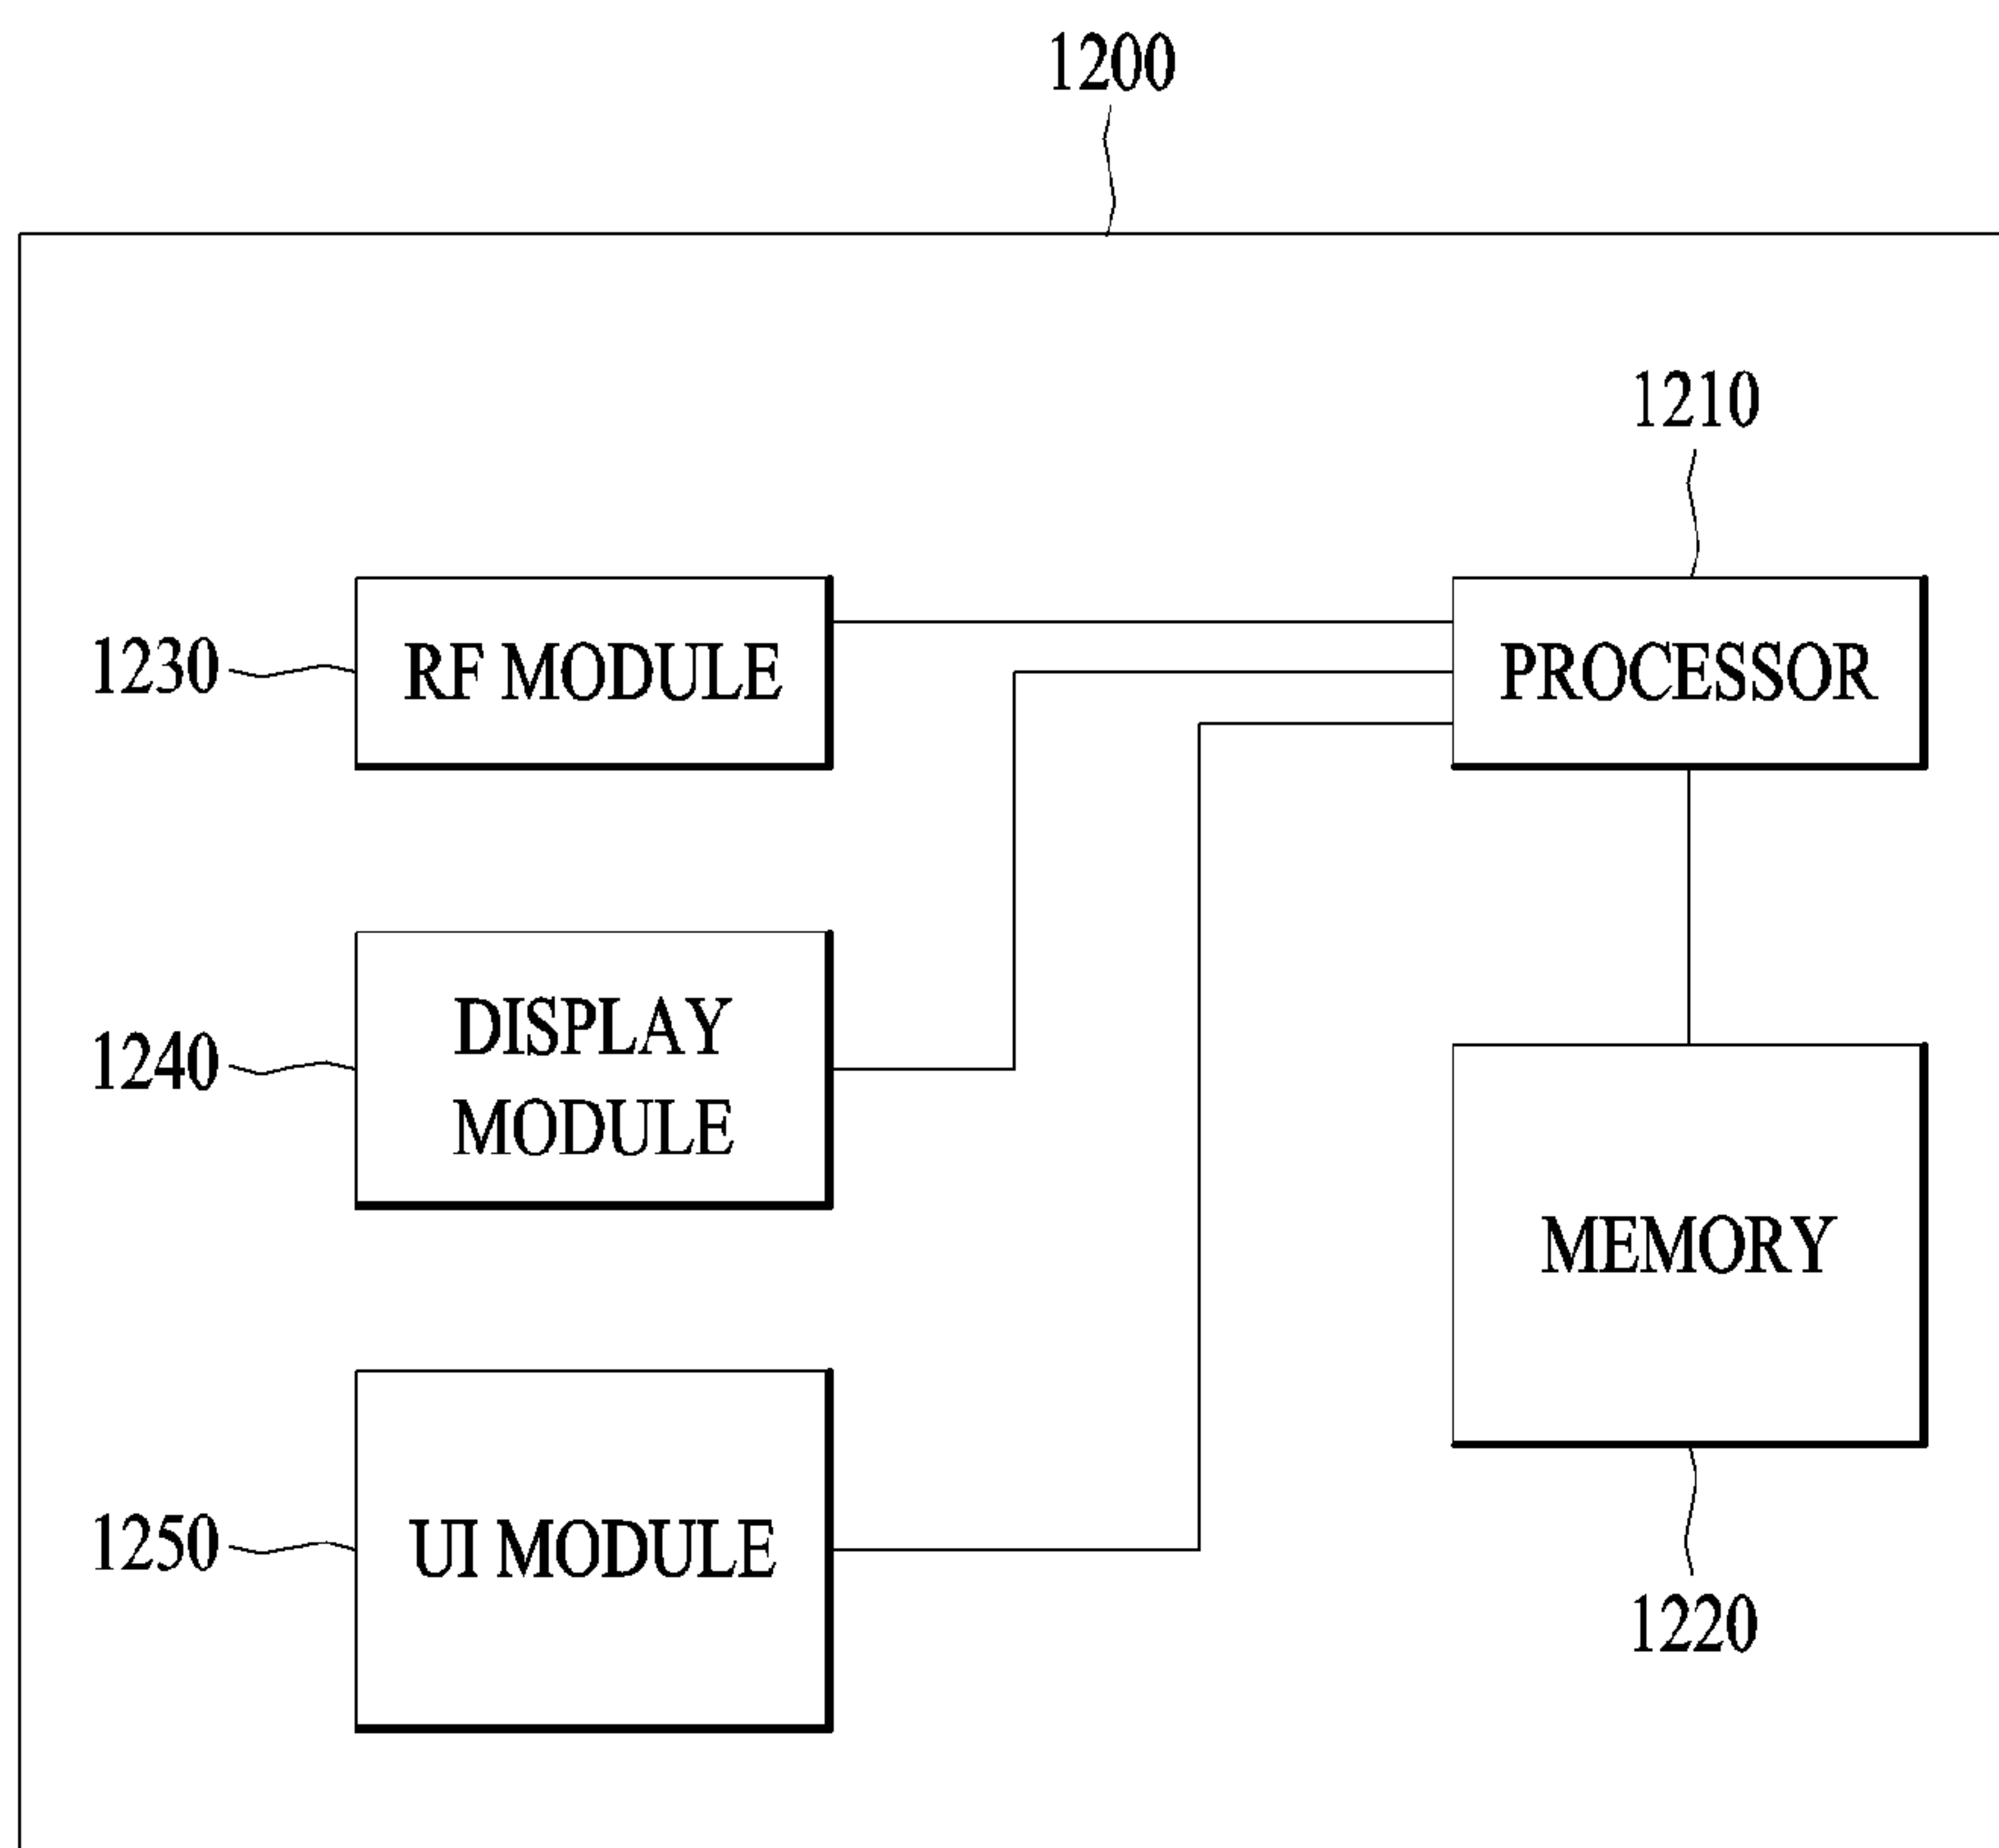 1200
1210
1230
RF MODULE
PROCESSOR
1240
DISPLAY
MODULE
MEMORY
1250
UI MODULE
1220